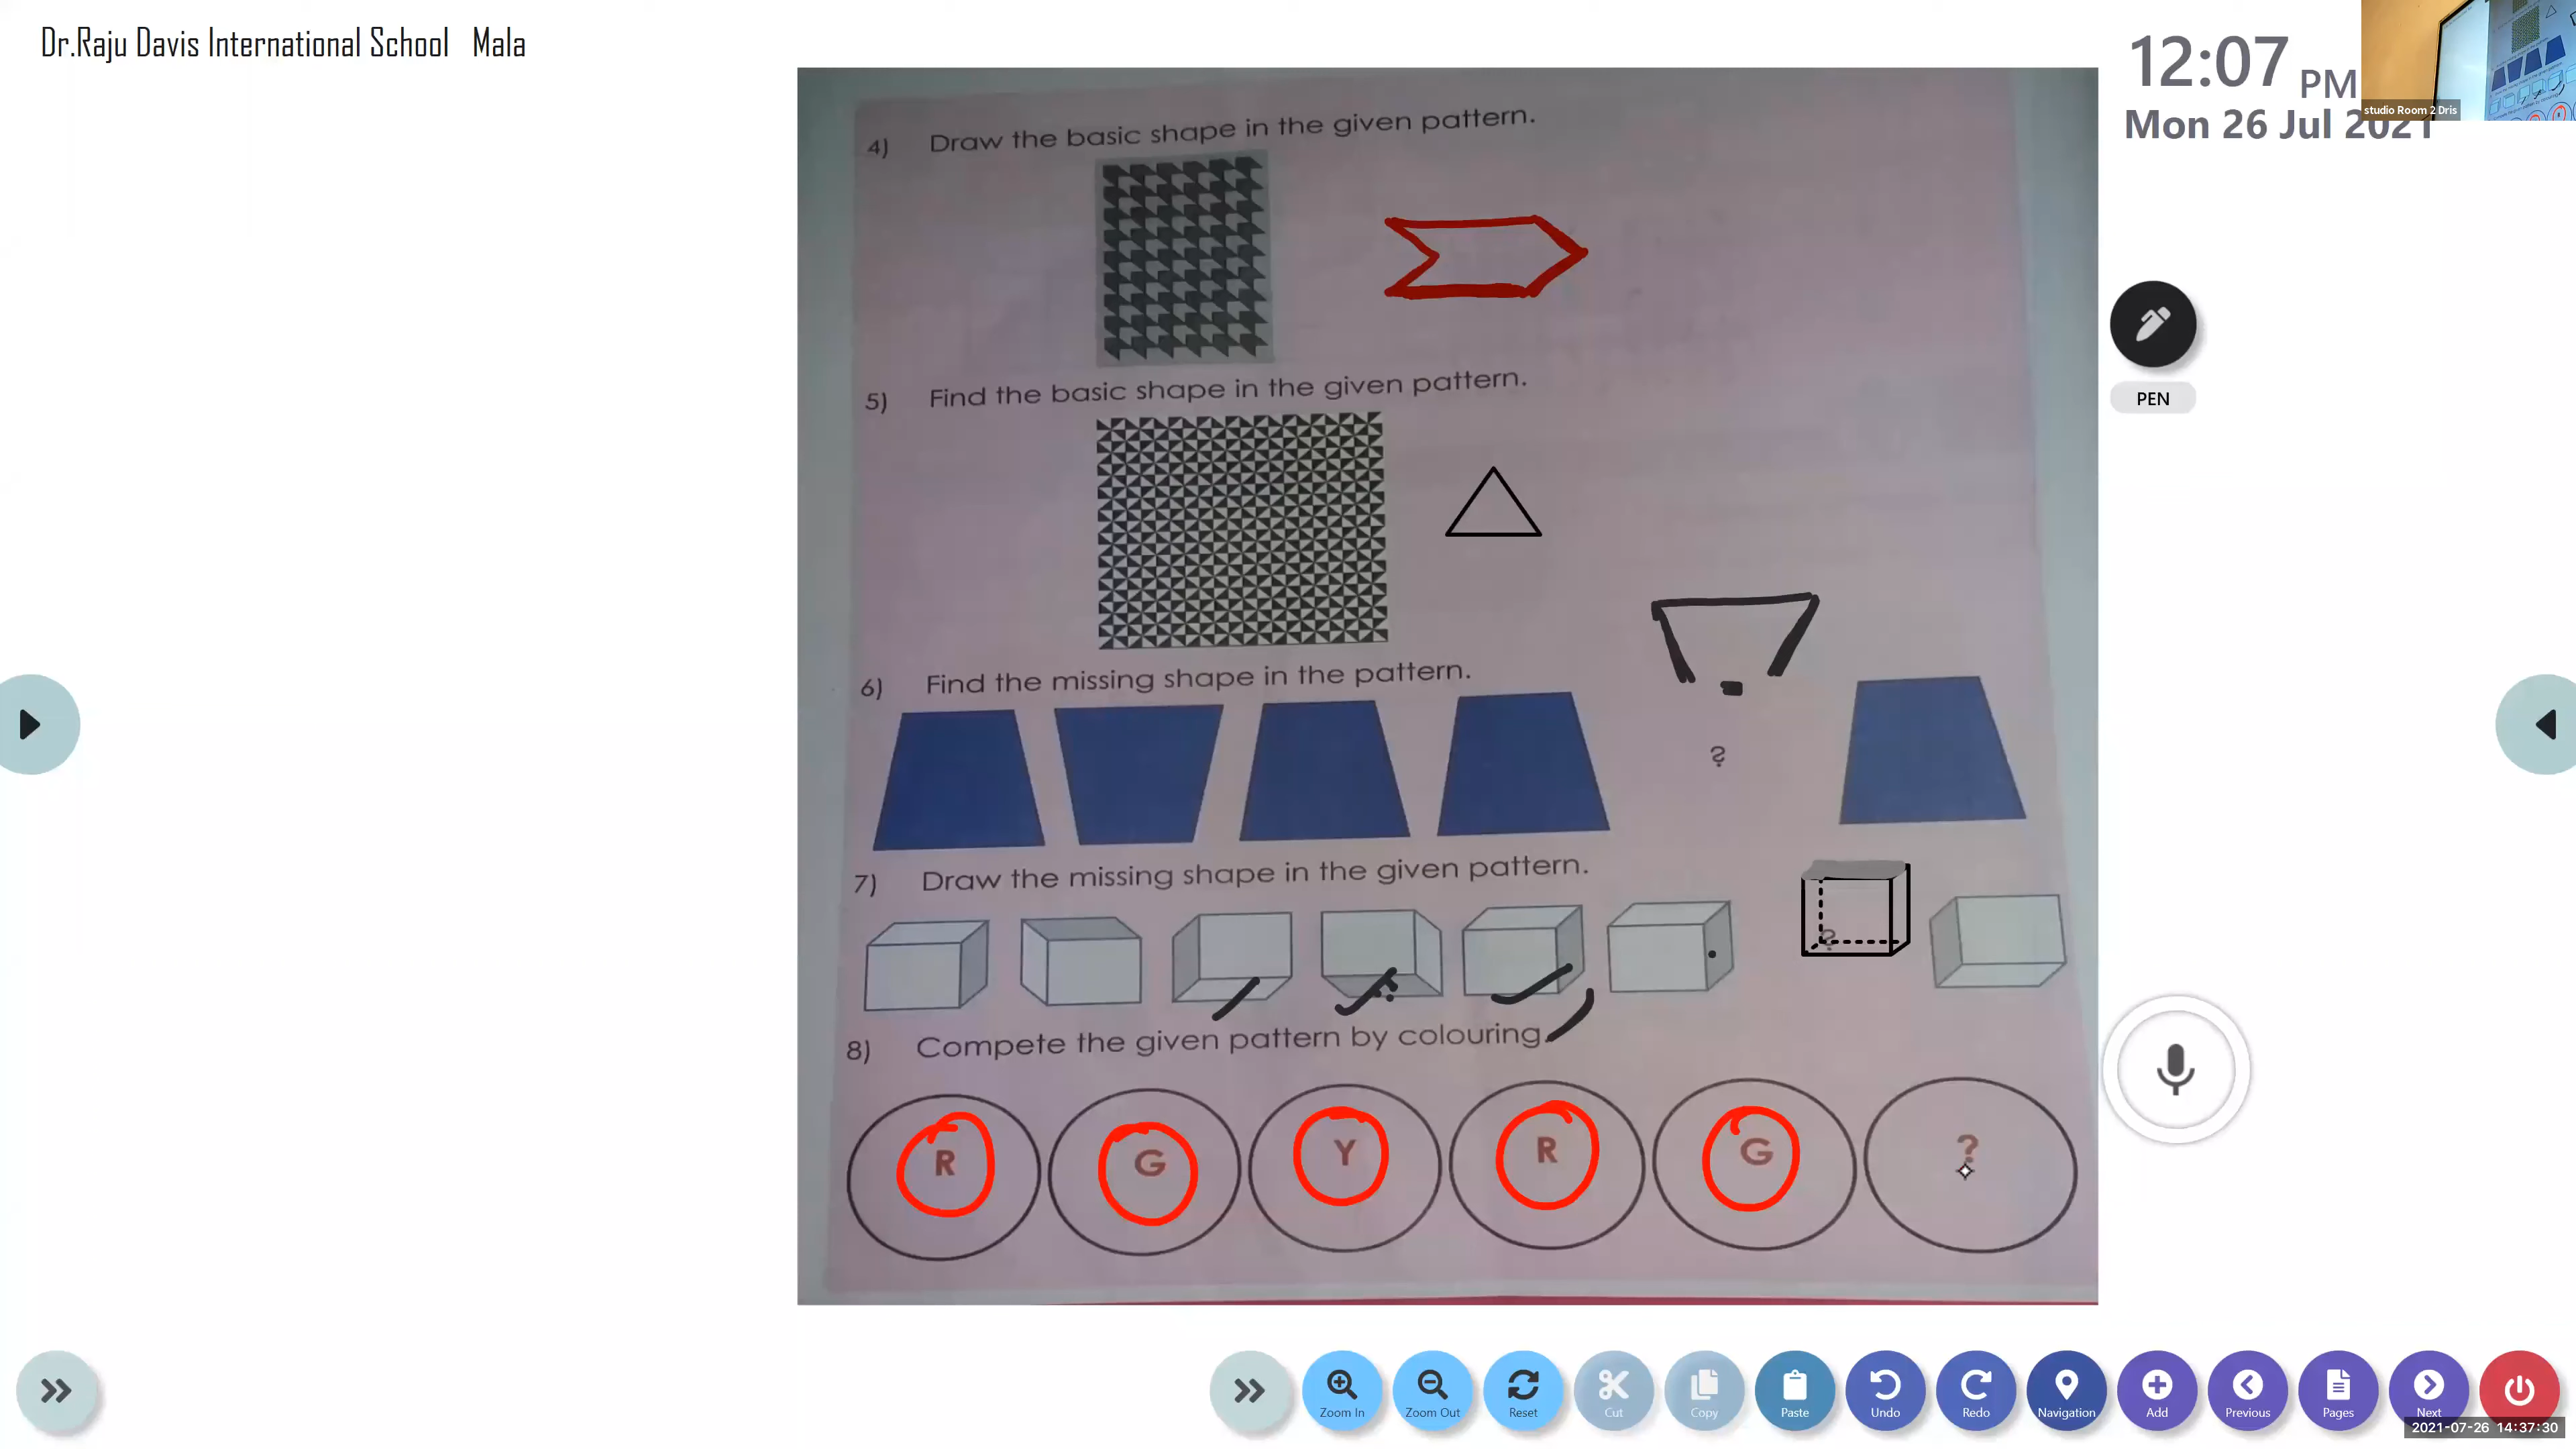 Dr.Raju Davis International School Mala
12:07 PM
Mon 26 Jul 2021
studio Room 2 Dris
4) Draw the basic shape in the given pattern.
5) Find the basic shape in the given pattern.
PEN
6) Find the missing shape in the pattern.
?
7) Draw the missing shape in the given pattern.
?
8) Compete the given pattern by colouring.
R G Y R G ?
Zoom In Zoom Out Reset Cut Copy Paste Undo Redo Navigation Add Previous Pages Next
2021-07-26 14:37:30